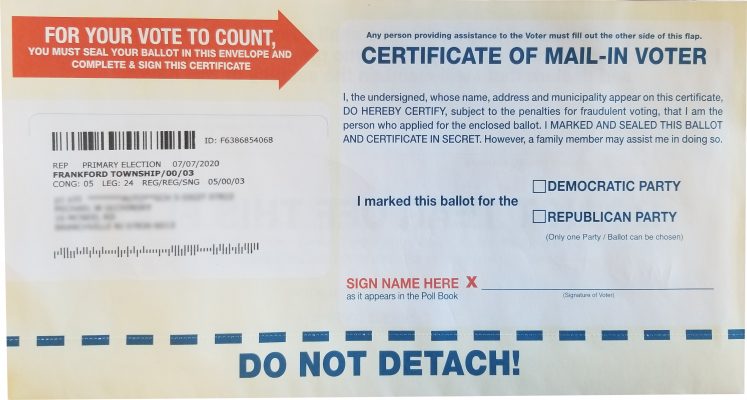 FOR YOUR VOTE TO COUNT,
YOU MUST SEAL YOUR BALLOT IN THIS ENVELOPE AND
COMPLETE & SIGN THIS CERTIFICATE
ID: F638685406B
REP PRIMARY ELECTION 07/07/2020
FRANKFORD TOWNSHIP/00/03
CONG: 05 LEG: 24 REG/REG/SNG 05/00/03
Any person providing assistance to the Voter must fill out the other side of this flap.
CERTIFICATE OF MAIL-IN VOTER
I, the undersigned, whose name, address and municipality appear on this certificate,
DO HEREBY CERTIFY, subject to the penalties for fraudulent voting, that I am the
person who applied for the enclosed ballot. I MARKED AND SEALED THIS BALLOT
AND CERTIFICATE IN SECRET. However, a family member may assist me in doing so.
I marked this ballot for the
DEMOCRATIC PARTY
REPUBLICAN PARTY
(Only one Party / Ballot can be chosen)
SIGN NAME HERE X
as it appears in the Poll Book
(Signature of Voter)
DO NOT DETACH!